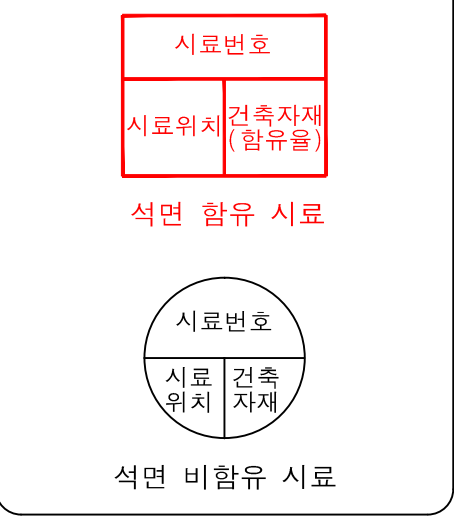 시료번호
시료위치 건축자재
(함유율)
석면 함유 시료
시료번호
시료 건축
위치 자재
석면 비함유 시료